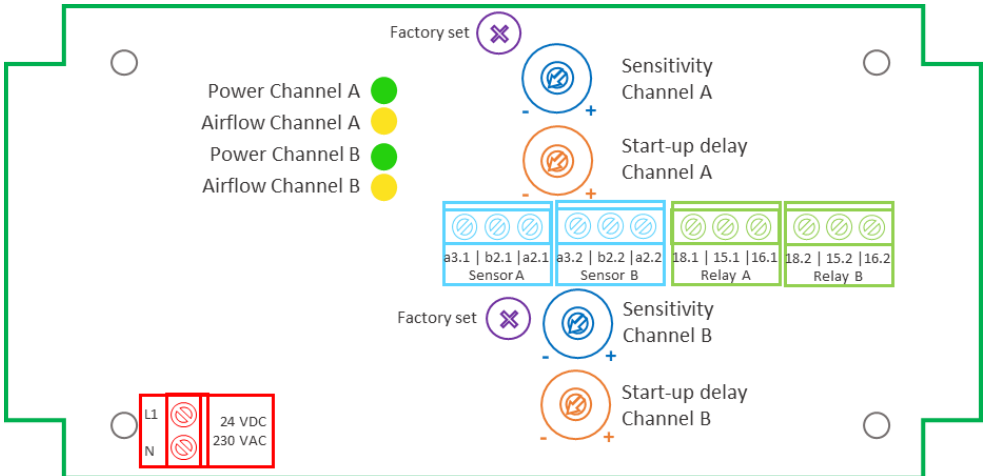 Factory set
Sensitivity
Channel A
- +
Power Channel A
Airflow Channel A
Power Channel B
Airflow Channel B
Start-up delay
Channel A
- +
a3.1 | b2.1 |a2.1
Sensor A
a3.2 | b2.2 |a2.2
Sensor B
18.1 | 15.1 |16.1
Relay A
18.2 | 15.2 |16.2
Relay B
Factory set
Sensitivity
Channel B
- +
Start-up delay
Channel B
- +
L1
N
24 VDC
230 VAC